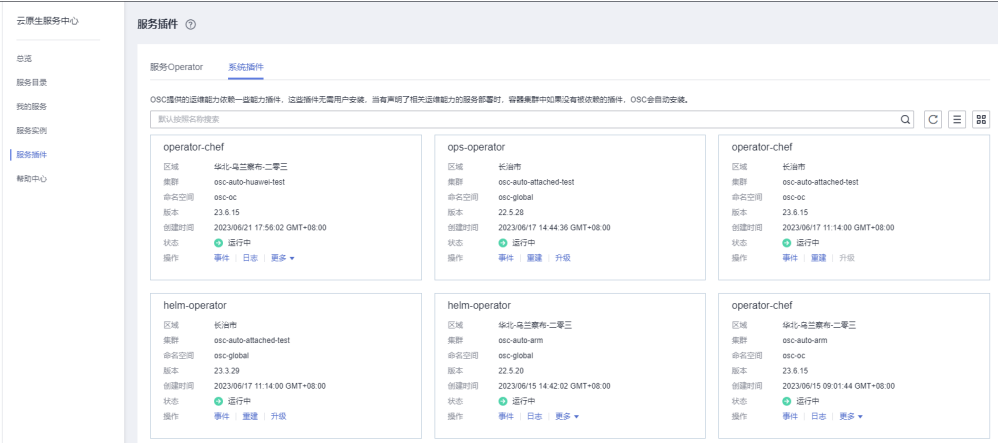 云原生服务中心
总览
服务目录
我的服务
服务实例
服务插件
帮助中心
服务插件
服务Operator 系统插件
OSC提供的运维能力依赖一些能力插件，这些插件无需用户安装，当有声明了相关运维能力的服务部署时，容器集群中如果没有被依赖的插件，OSC会自动安装。
默认按照名称搜索
operator-chef
区域 华北-乌兰察布-二零三
集群 osc-auto-huawei-test
命名空间 osc-oc
版本 23.6.15
创建时间 2023/06/21 17:56:02 GMT+08:00
状态 运行中
操作 事件 日志 更多
ops-operator
区域 长治市
集群 osc-auto-attached-test
命名空间 osc-global
版本 22.5.28
创建时间 2023/06/17 14:44:36 GMT+08:00
状态 运行中
操作 事件 重建 升级
operator-chef
区域 长治市
集群 osc-auto-attached-test
命名空间 osc-oc
版本 23.6.15
创建时间 2023/06/17 11:14:00 GMT+08:00
状态 运行中
操作 事件 重建 升级
helm-operator
区域 长治市
集群 osc-auto-attached-test
命名空间 osc-global
版本 23.3.29
创建时间 2023/06/17 11:14:00 GMT+08:00
状态 运行中
操作 事件 重建 升级
helm-operator
区域 华北-乌兰察布-二零三
集群 osc-auto-arm
命名空间 osc-global
版本 22.5.20
创建时间 2023/06/15 14:42:02 GMT+08:00
状态 运行中
操作 事件 日志 更多
operator-chef
区域 华北-乌兰察布-二零三
集群 osc-auto-arm
命名空间 osc-oc
版本 23.6.15
创建时间 2023/06/15 09:01:44 GMT+08:00
状态 运行中
操作 事件 日志 更多